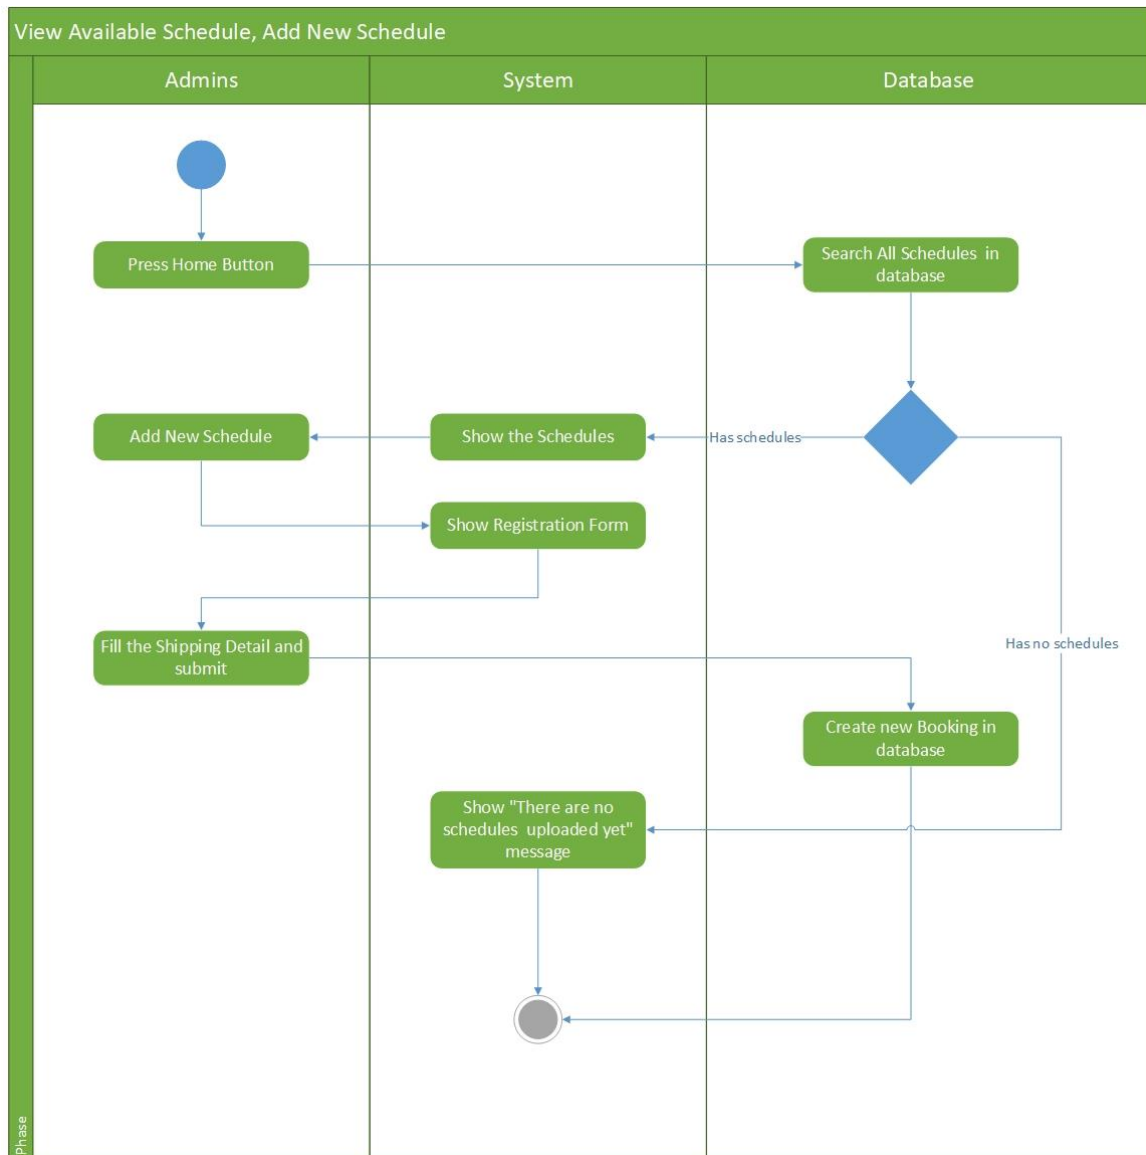 View Available Schedule, Add New Schedule
Admins
System
Database
Press Home Button
Search All Schedules in
database
Add New Schedule
Show the Schedules
Has schedules
Show Registration Form
Fill the Shipping Detail and
submit
Has no schedules
Create new Booking in
database
Show "There are no
schedules uploaded yet"
message
Phase